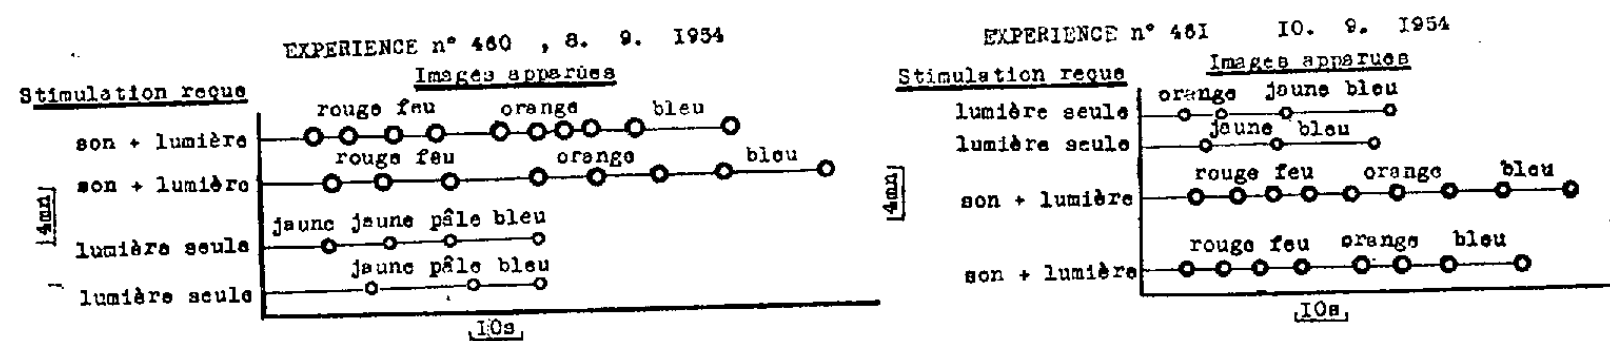 EXPERIENCE n° 460 , 8. 9. 1954
Images apparues
Stimulation reçue
rouge feu orange bleu
son + lumière
rouge feu orange bleu
son + lumière
4mn
jaune jaune pâle bleu
lumière seule
jaune pâle bleu
lumière seule
10s
EXPERIENCE n° 461 10. 9. 1954
Images apparues
Stimulation reçue
orange jaune bleu
lumière seule
jaune bleu
lumière seule
rouge feu orange bleu
son + lumière
4mn
rouge feu orange bleu
son + lumière
10s